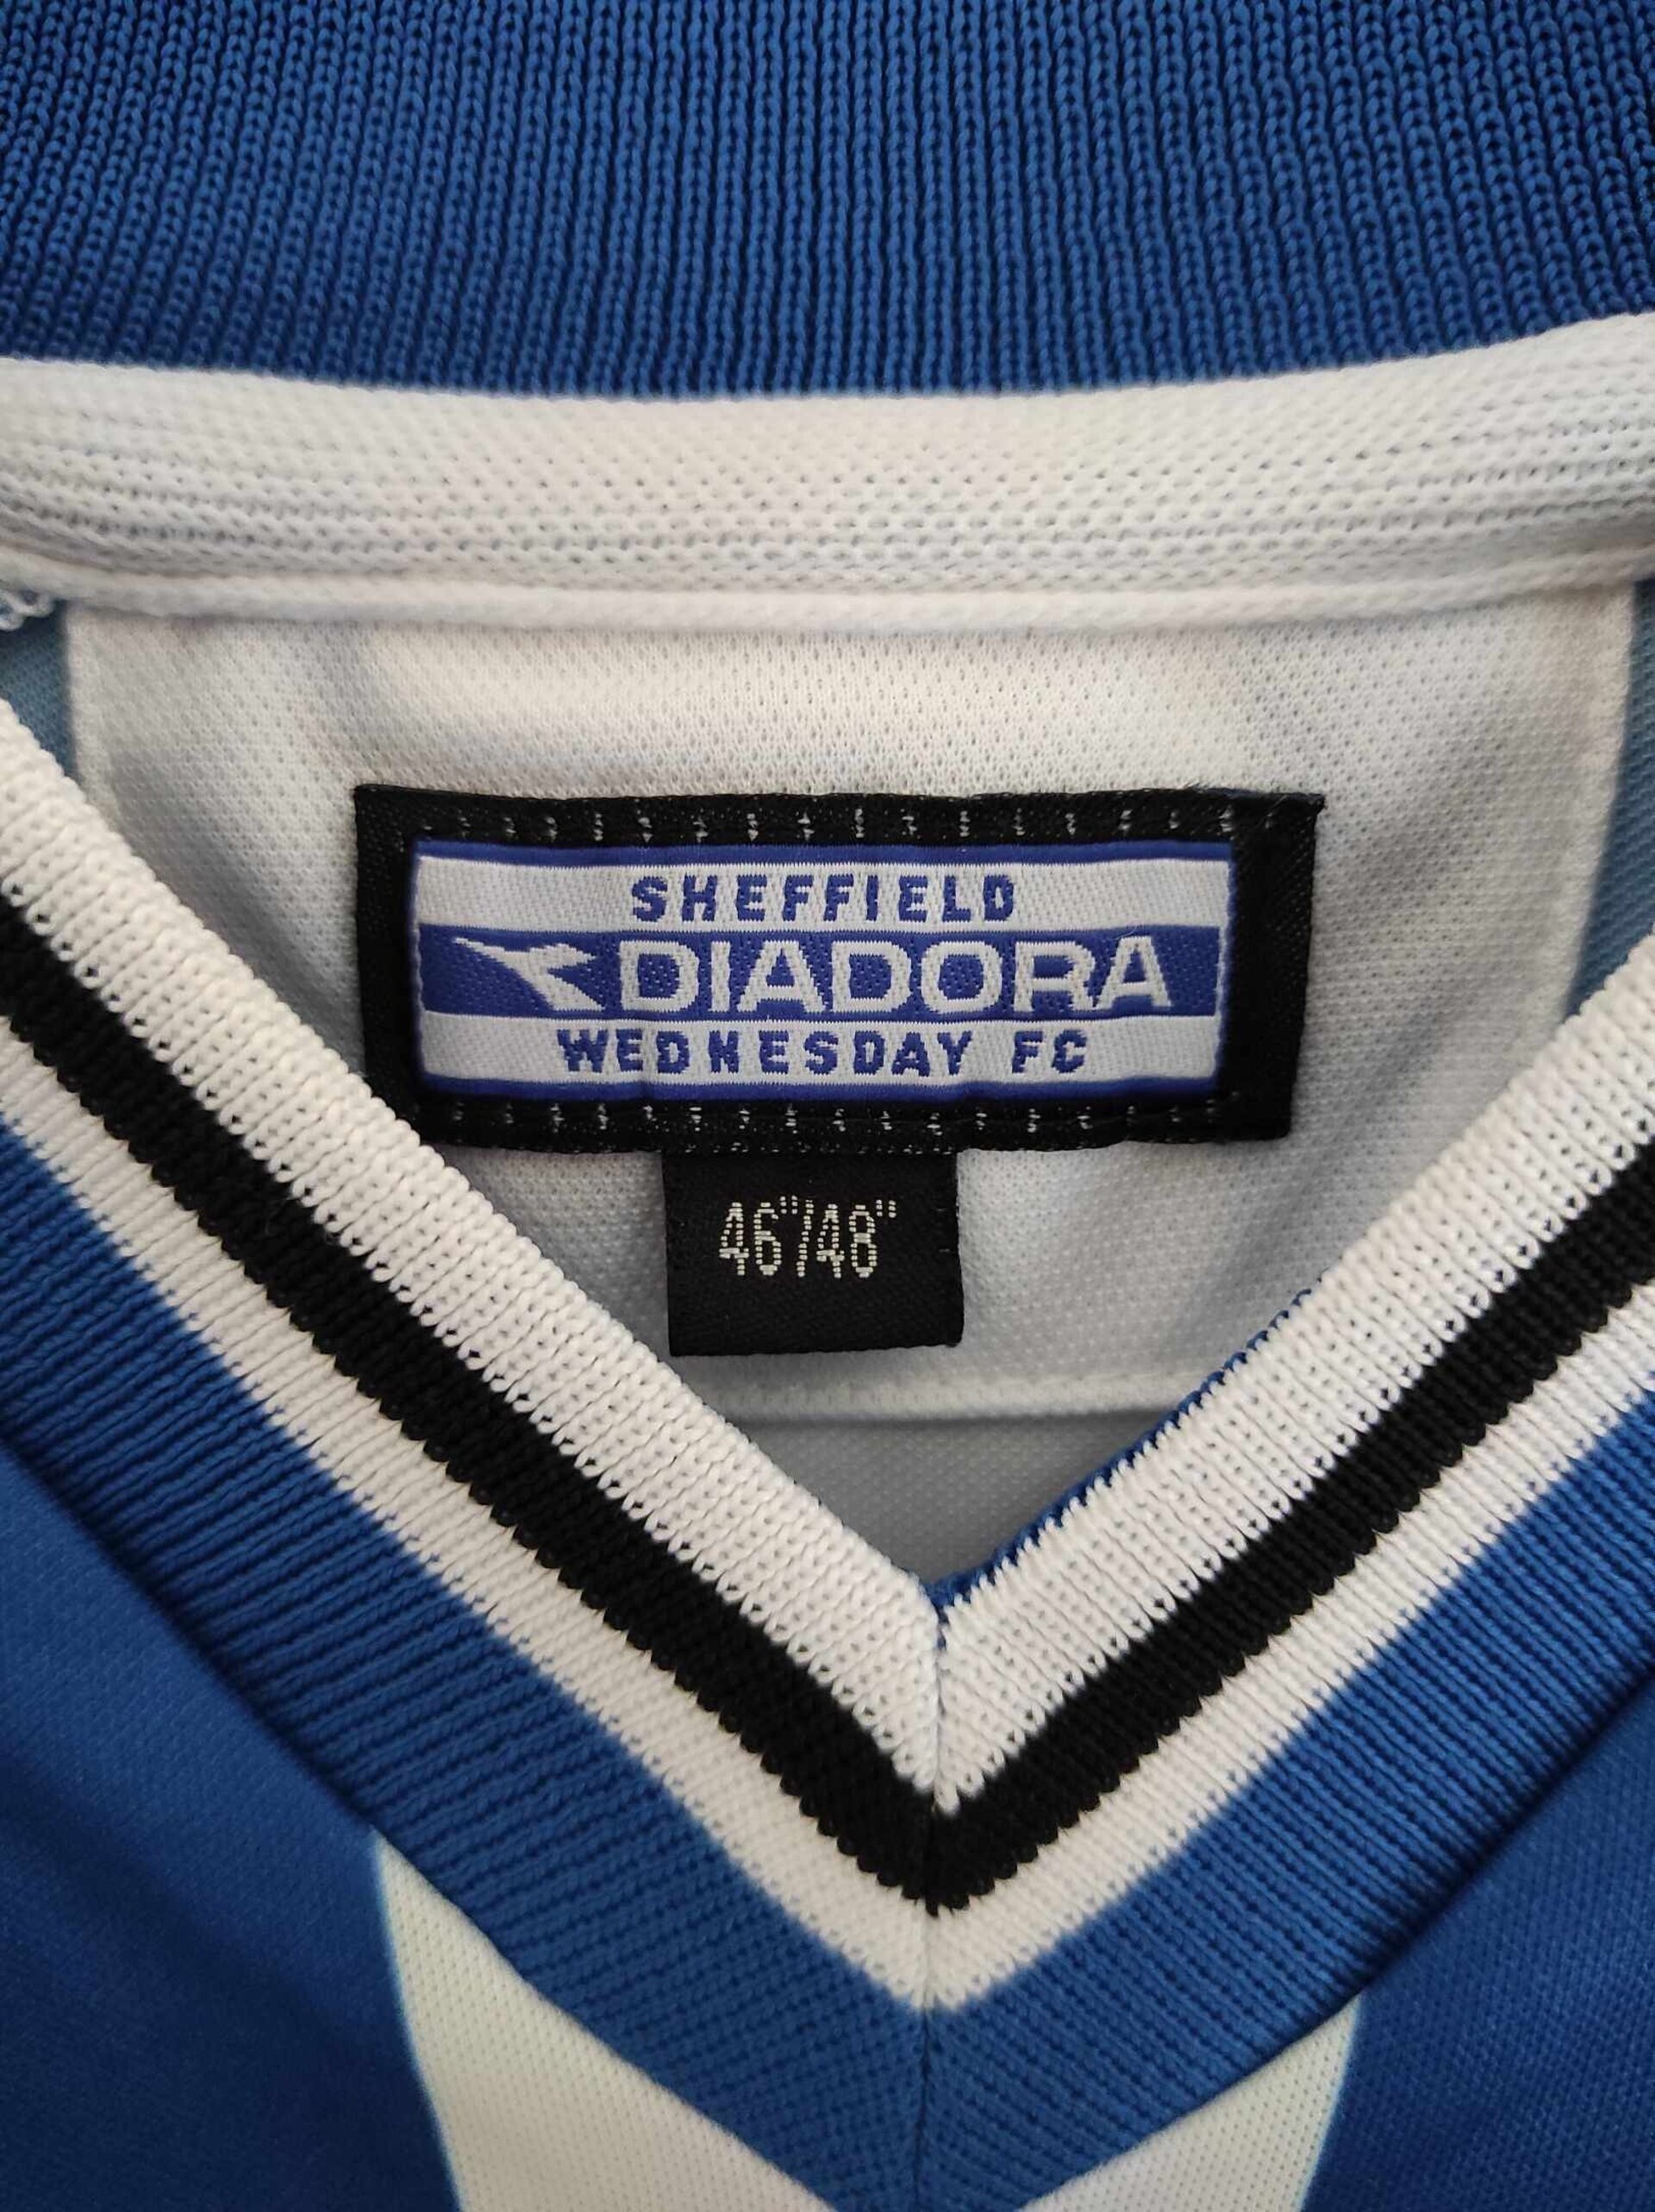 SHEFFIELD
DIADORA
WEDNESDAY FC
46"/48"